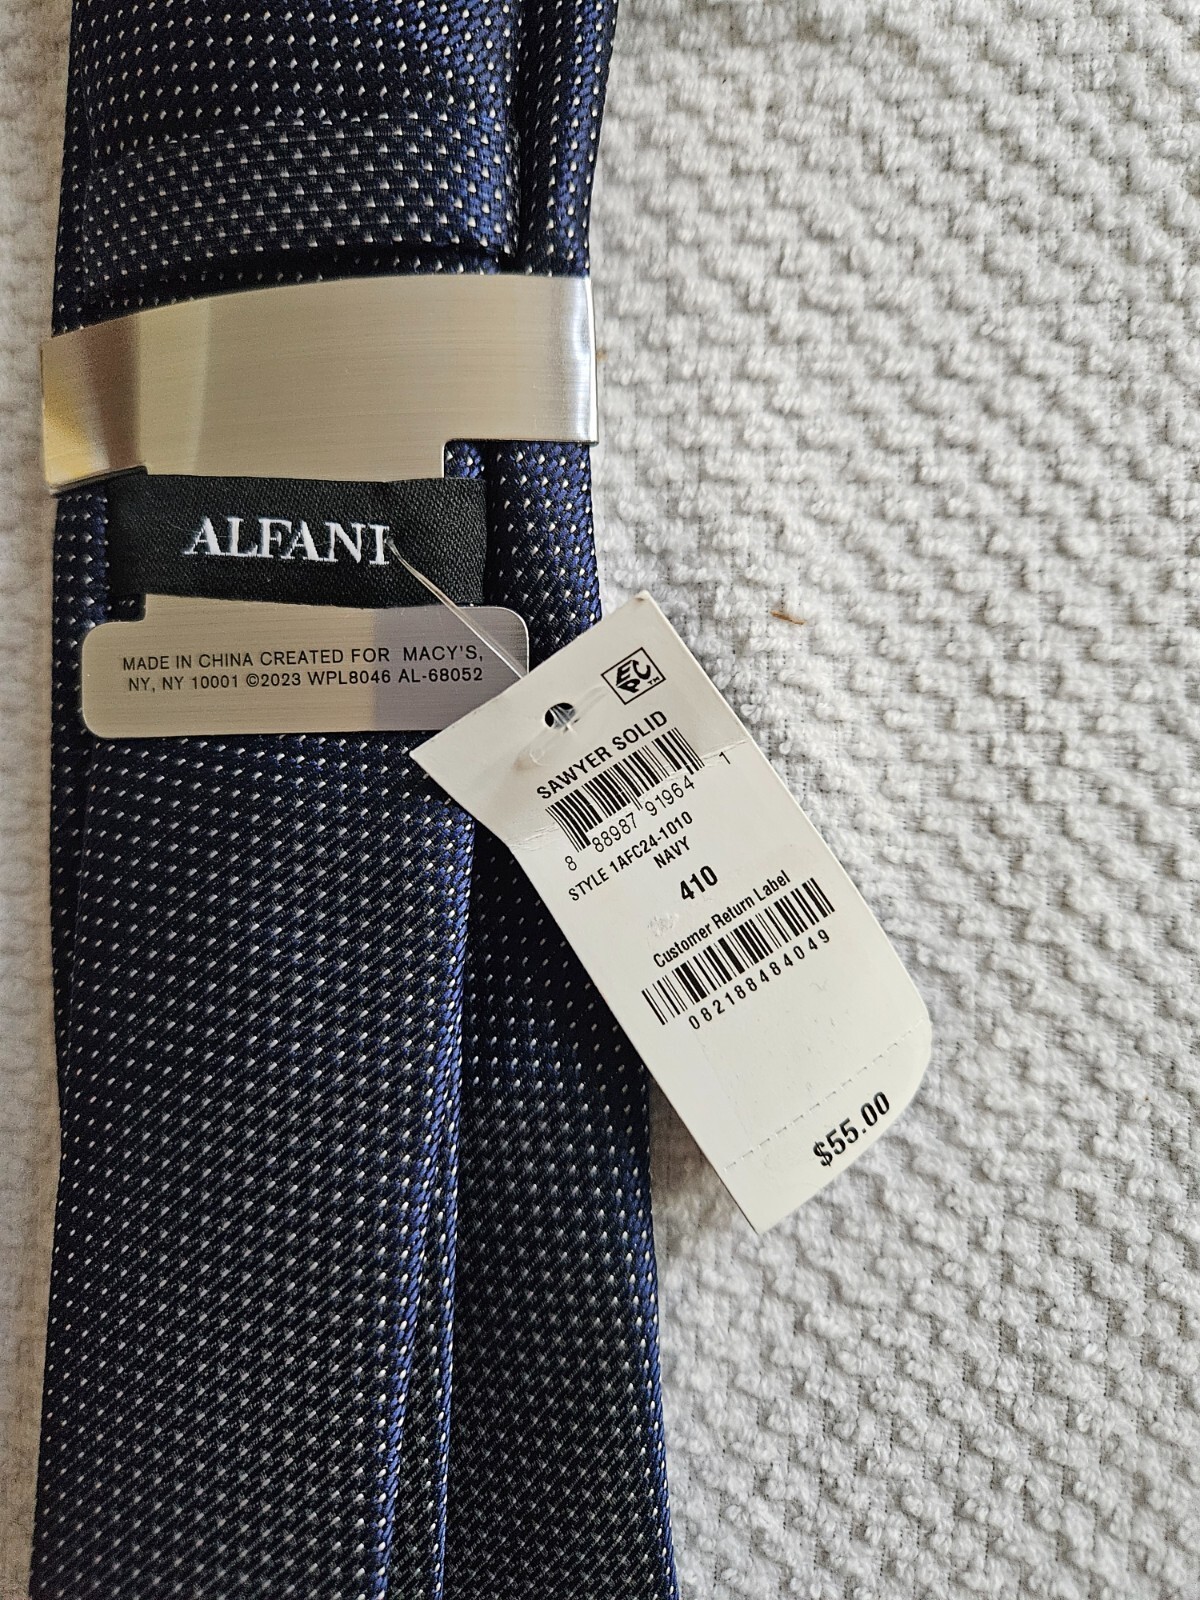 ALFANI
MADE IN CHINA CREATED FOR MACY'S,
NY, NY 10001 ©2023 WPL8046 AL-68052
EPC™
SAWYER SOLID
8 88987 91964 1
STYLE 1AFC24-1010
NAVY
410
Customer Return Label
082188484049
$55.00